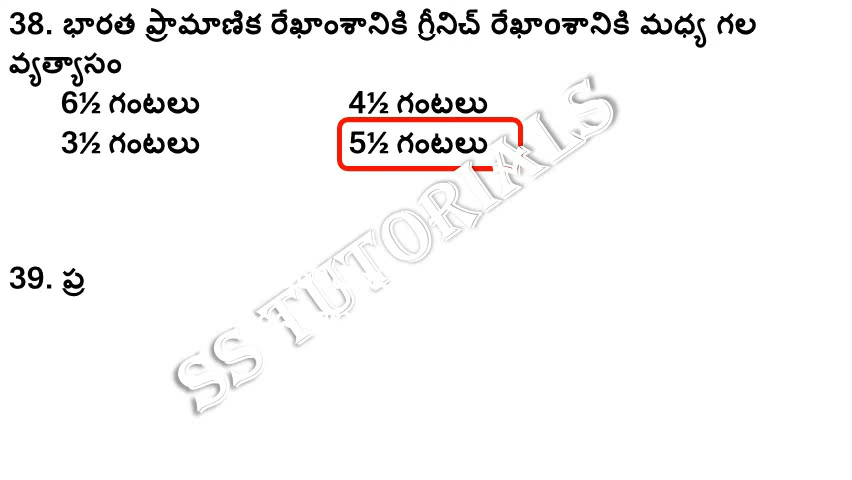 38. భారత ప్రామాణిక రేఖాంశానికి గ్రీనిచ్ రేఖాంశానికి మధ్య గల
వ్యత్యాసం
6½ గంటలు 4½ గంటలు
3½ గంటలు 5½ గంటలు
39. ప్ర
SS TUTORIALS